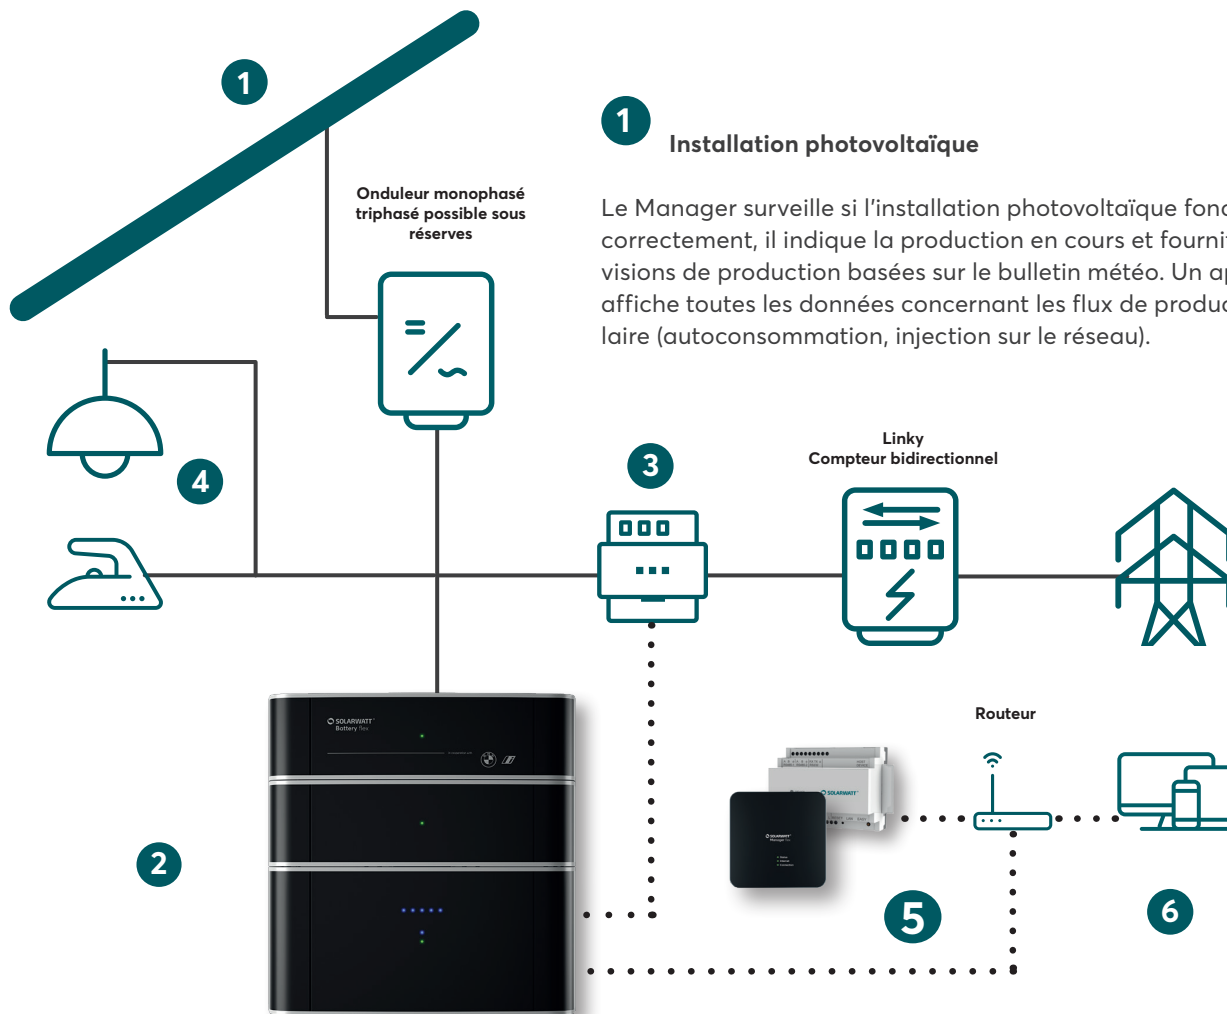 1
1
Installation photovoltaïque
Onduleur monophasé
triphasé possible sous
réserves
Le Manager surveille si l'installation photovoltaïque fonc
correctement, il indique la production en cours et fournit
visions de production basées sur le bulletin météo. Un ap
affiche toutes les données concernant les flux de produc
laire (autoconsommation, injection sur le réseau).
Linky
Compteur bidirectionnel
3
4
SOLARWATT
Battery flex
Routeur
SOLARWATT
SOLARWATT
Manager flex
2
5
6